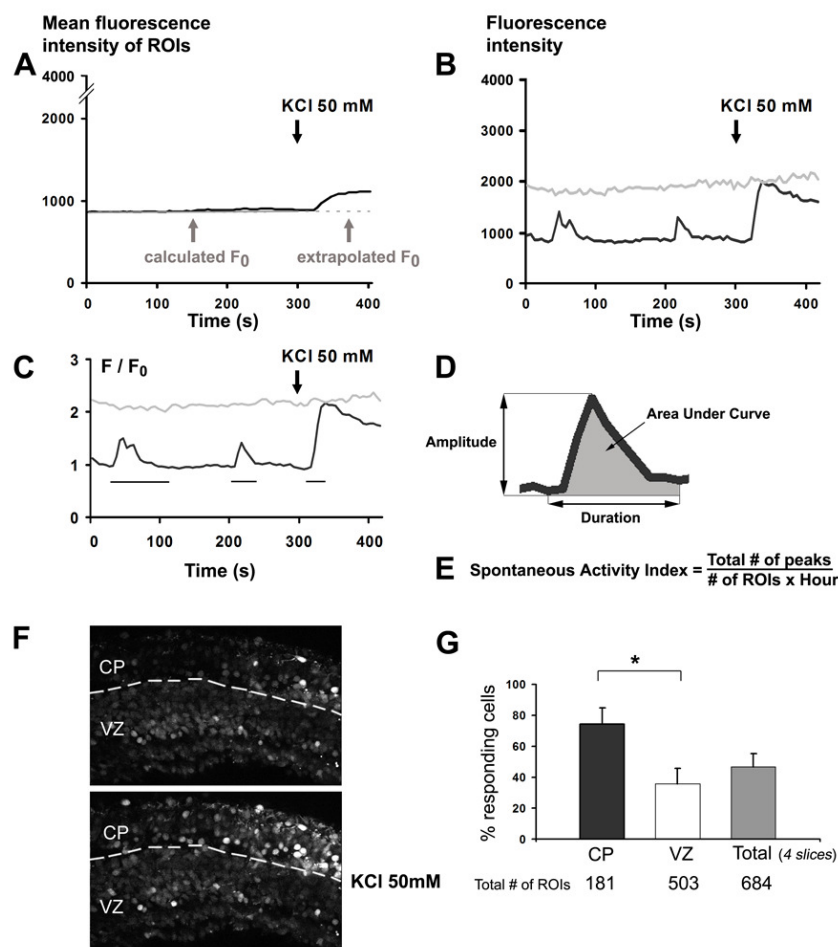 Mean fluorescence
intensity of ROIs
A
4000
2000
1000
0
KCl 50 mM
calculated F0
extrapolated F0
0 100 200 300 400
Time (s)
Fluorescence
intensity
B
4000
3000
2000
1000
0
KCl 50 mM
0 100 200 300 400
Time (s)
C
F / F0
KCl 50 mM
3
2
1
0
0 100 200 300 400
Time (s)
D
Amplitude
Area Under Curve
Duration
E Spontaneous Activity Index = Total # of peaks
# of ROIs x Hour
F
CP
VZ
CP
VZ
KCl 50mM
G
*
% responding cells
100
80
60
40
20
0
CP VZ Total (4 slices)
Total # of ROIs 181 503 684